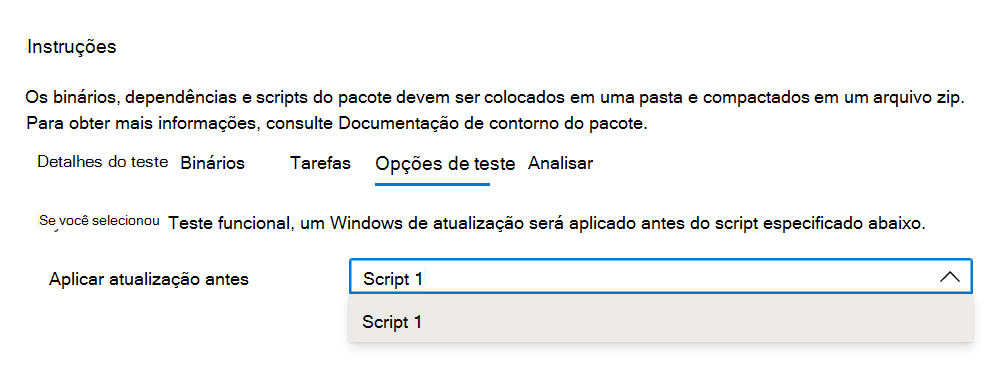 Instruções
Os binários, dependências e scripts do pacote devem ser colocados em uma pasta e compactados em um arquivo zip.
Para obter mais informações, consulte Documentação de contorno do pacote.
Detalhes do teste Binários Tarefas Opções de teste Analisar
Se você selecionou Teste funcional, um Windows de atualização será aplicado antes do script especificado abaixo.
Aplicar atualização antes Script 1
Script 1